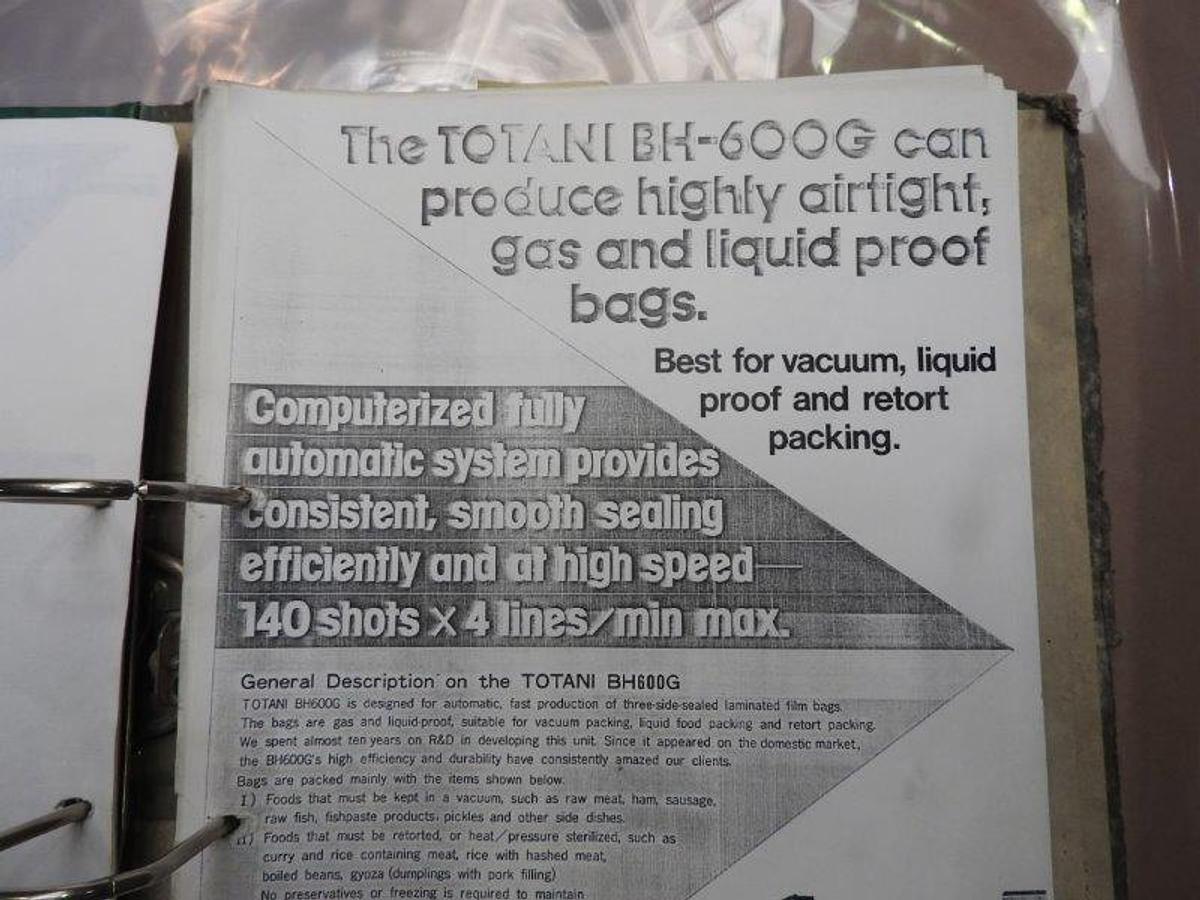 The TOTANI BH-600G can
produce highly airtight,
gas and liquid proof
bags.
Best for vacuum, liquid
proof and retort
packing.
Computerized fully
automatic system provides
consistent, smooth sealing
efficiently and at high speed—
140 shots × 4 lines/min max.
General Description on the TOTANI BH600G
TOTANI BH600G is designed for automatic, fast production of three-side-sealed laminated film bags.
The bags are gas and liquid-proof, suitable for vacuum packing, liquid food packing and retort packing.
We spent almost ten years on R&D in developing this unit. Since it appeared on the domestic market,
the BH600G's high efficiency and durability have consistently amazed our clients.
Bags are packed mainly with the items shown below.
I) Foods that must be kept in a vacuum, such as raw meat, ham, sausage,
raw fish, fishpaste products, pickles and other side dishes.
II) Foods that must be retorted, or heat/pressure sterilized, such as
curry and rice containing meat, rice with hashed meat,
boiled beans, gyoza (dumplings with pork filling)
No preservatives or freezing is required to maintain